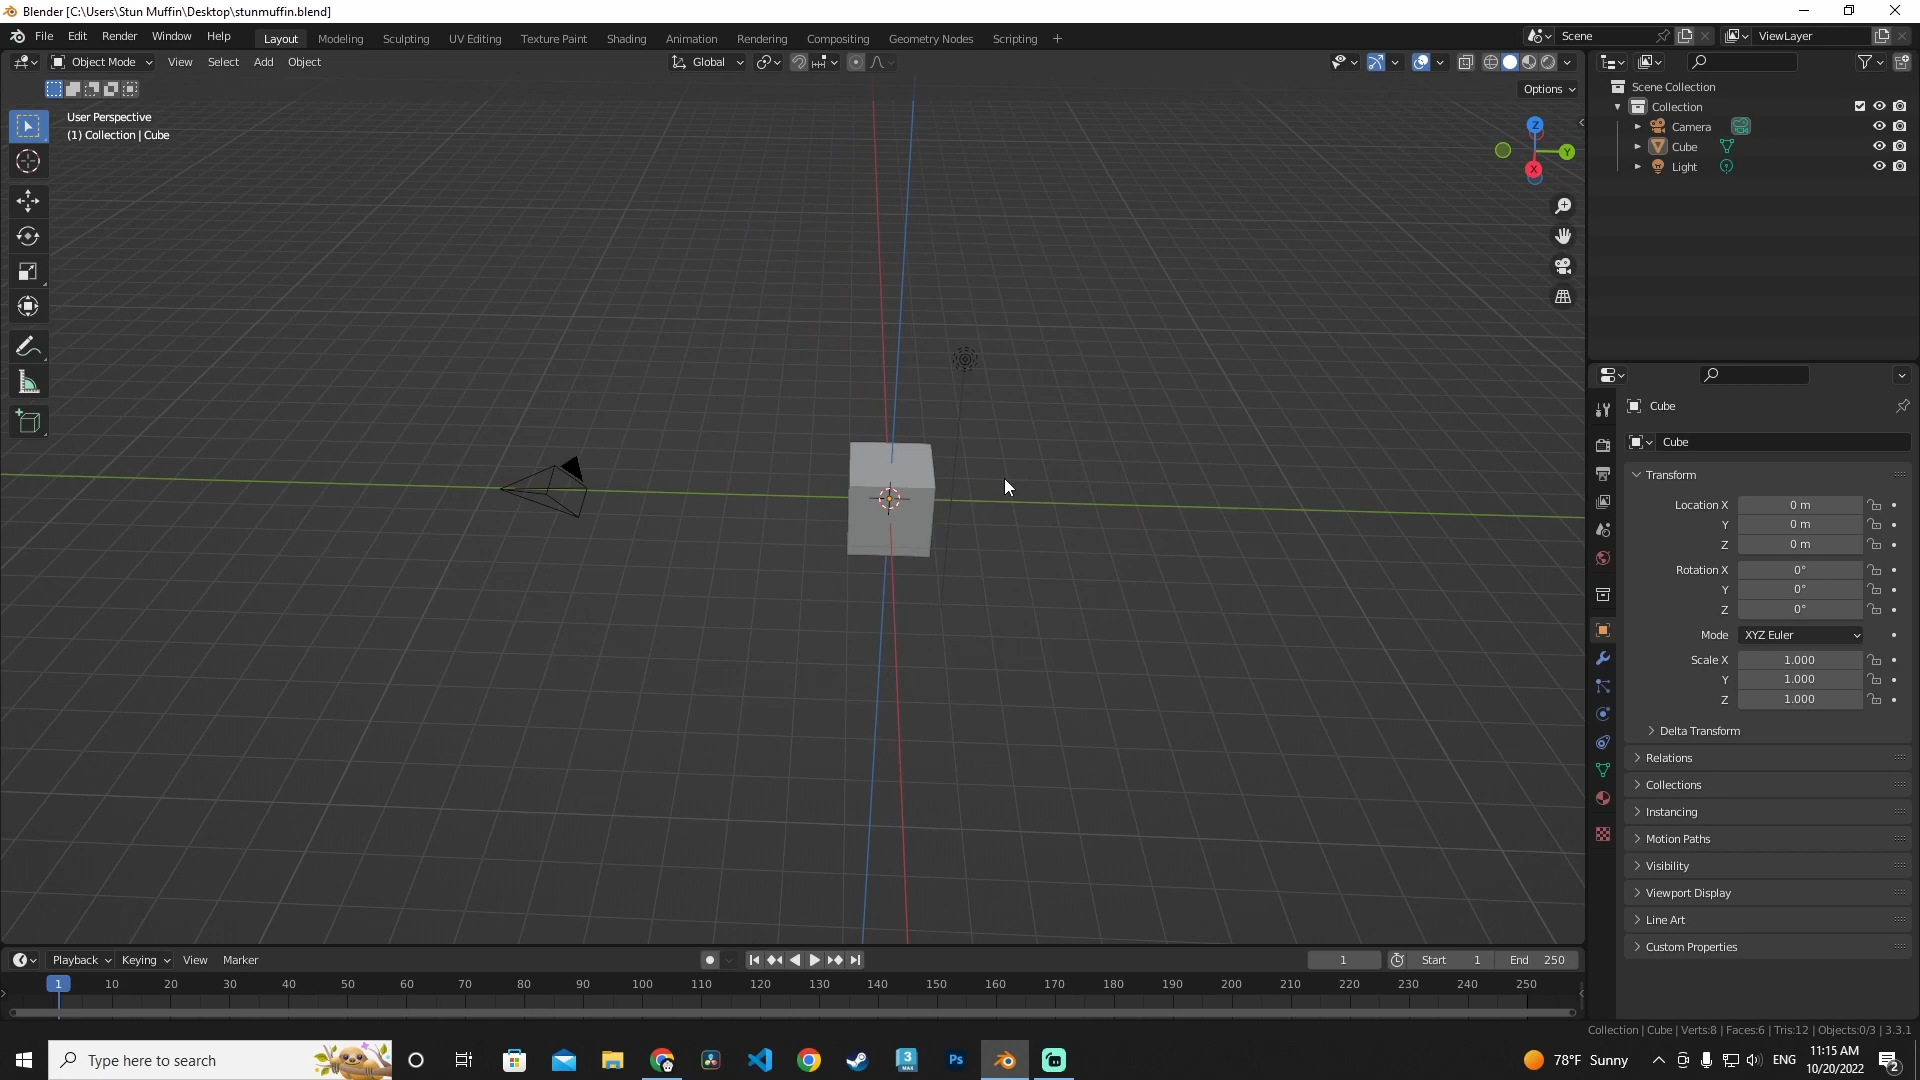 Blender [C:\Users\Stun Muffin\Desktop\stunmuffin.blend]
File Edit Render Window Help Layout Modeling Sculpting UV Editing Texture Paint Shading Animation Rendering Compositing Geometry Nodes Scripting + Scene ViewLayer
Object Mode View Select Add Object Global
Options
User Perspective
(1) Collection | Cube
Z
Y
X
Scene Collection
Collection
Camera
Cube
Light
Cube
Cube
Transform
Location X 0 m
Y 0 m
Z 0 m
Rotation X 0°
Y 0°
Z 0°
Mode XYZ Euler
Scale X 1.000
Y 1.000
Z 1.000
Delta Transform
Relations
Collections
Instancing
Motion Paths
Visibility
Viewport Display
Line Art
Custom Properties
Playback Keying View Marker 1 Start 1 End 250
1 10 20 30 40 50 60 70 80 90 100 110 120 130 140 150 160 170 180 190 200 210 220 230 240 250
Collection | Cube | Verts:8 | Faces:6 | Tris:12 | Objects:0/3 | 3.3.1
Type here to search 3 MAX Ps 78°F Sunny ENG 11:15 AM
10/20/2022 2